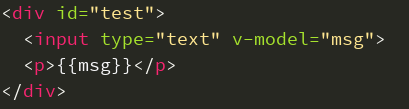 <div id="test">
  <input type="text" v-model="msg">
  <p>{{msg}}</p>
</div>